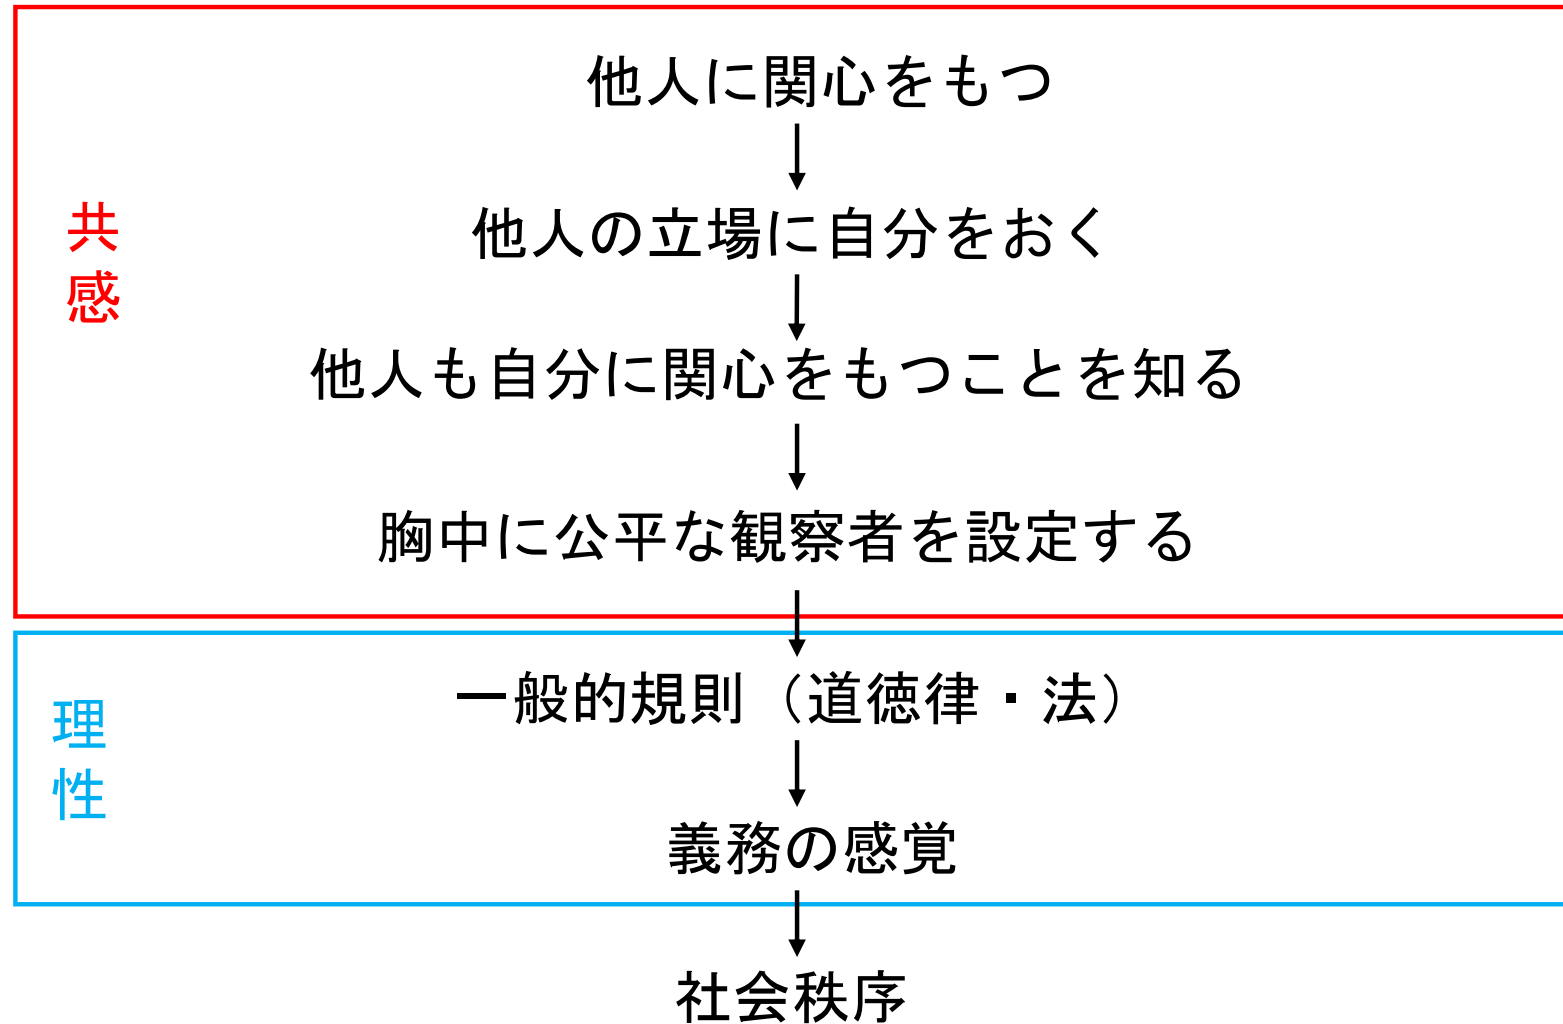 他人に関心をもつ
他人の立場に自分をおく
共感
他人も自分に関心をもつことを知る
胸中に公平な観察者を設定する
一般的規則（道徳律・法）
理性
義務の感覚
社会秩序